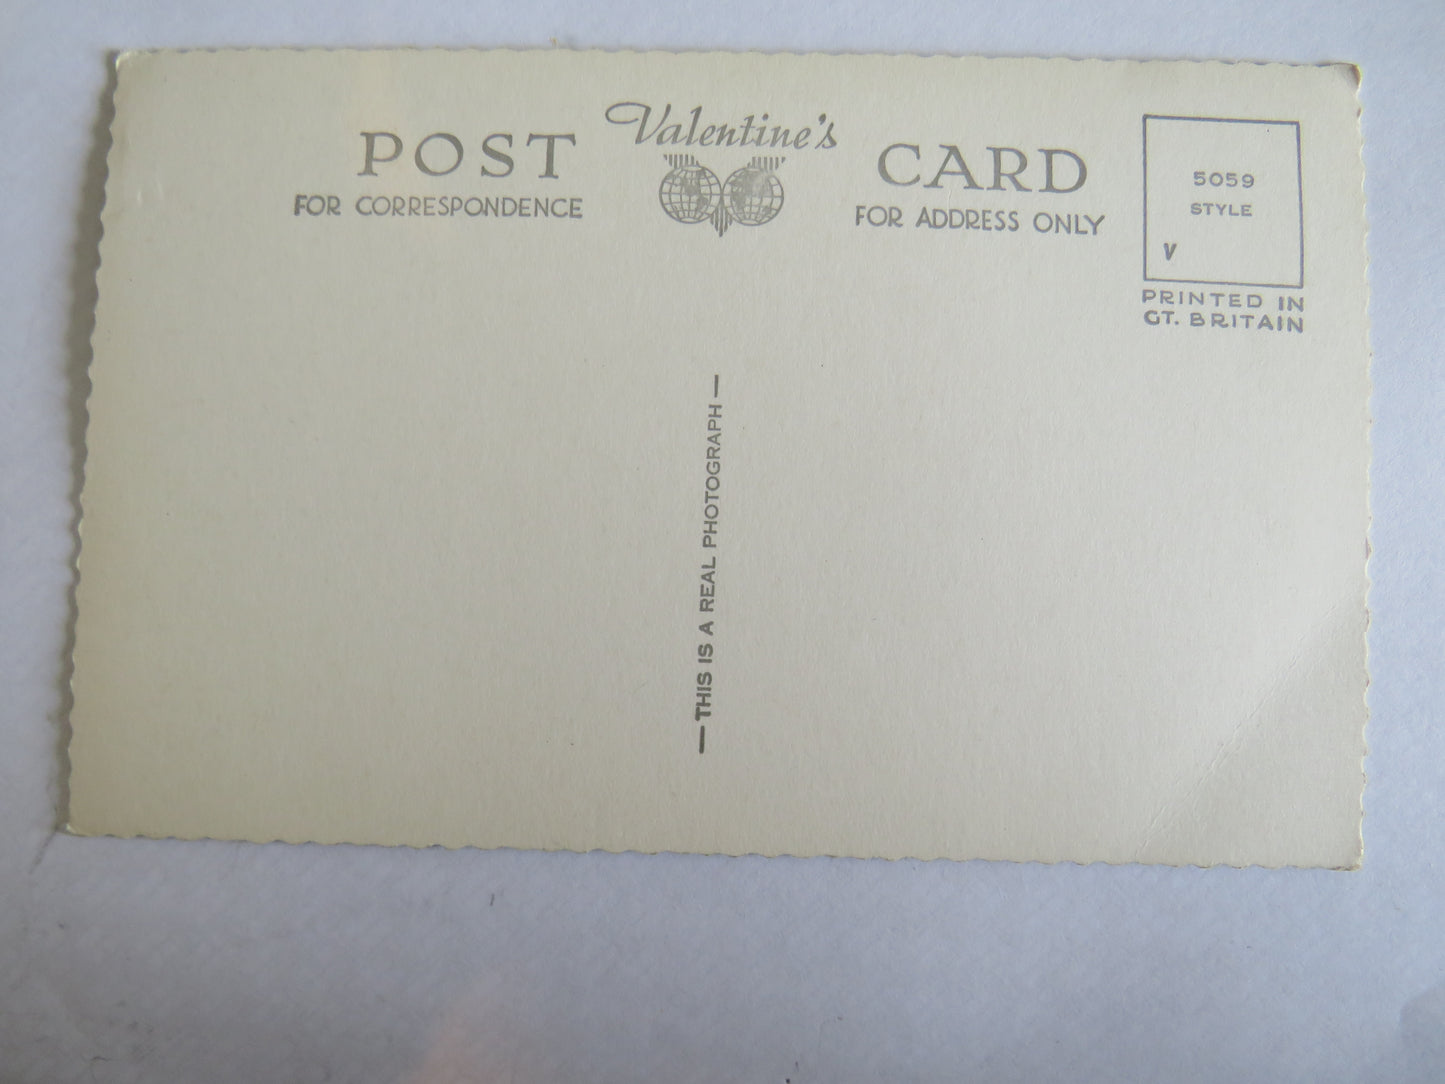 POST Valentine's CARD
FOR CORRESPONDENCE
FOR ADDRESS ONLY
5059
STYLE
V
PRINTED IN
GT. BRITAIN
—THIS IS A REAL PHOTOGRAPH—